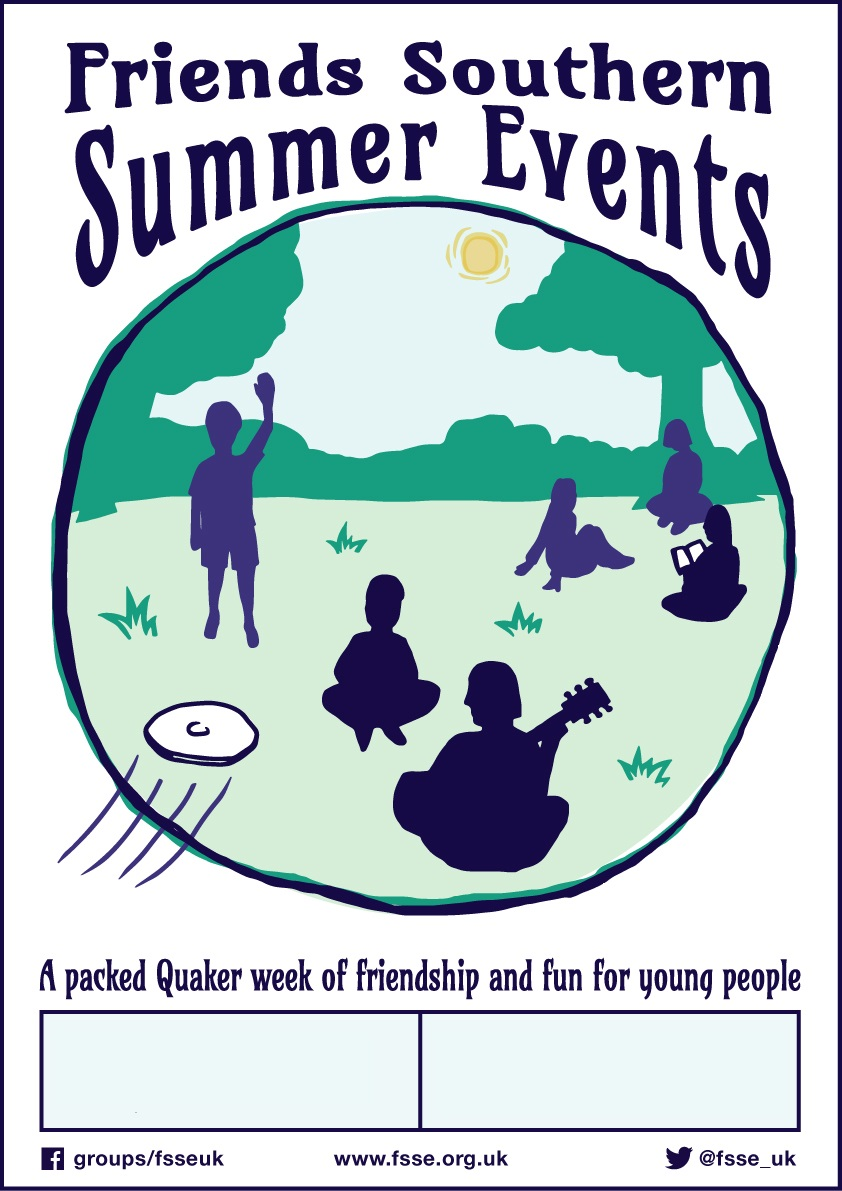 Friends Southern
Summer Events
A packed Quaker week of friendship and fun for young people
groups/fsseuk www.fsse.org.uk @fsse_uk